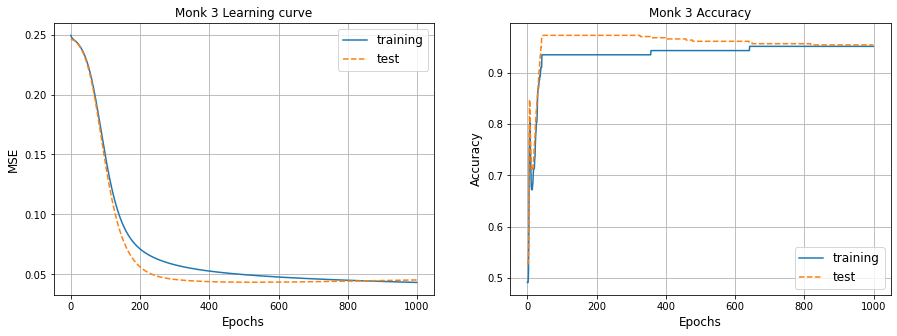 Monk 3 Learning curve
0.25
0.20
0.15
0.10
0.05
MSE
0
200
400
600
800
1000
Epochs
training
test
Monk 3 Accuracy
0.9
0.8
0.7
0.6
0.5
Accuracy
0
200
400
600
800
1000
Epochs
training
test